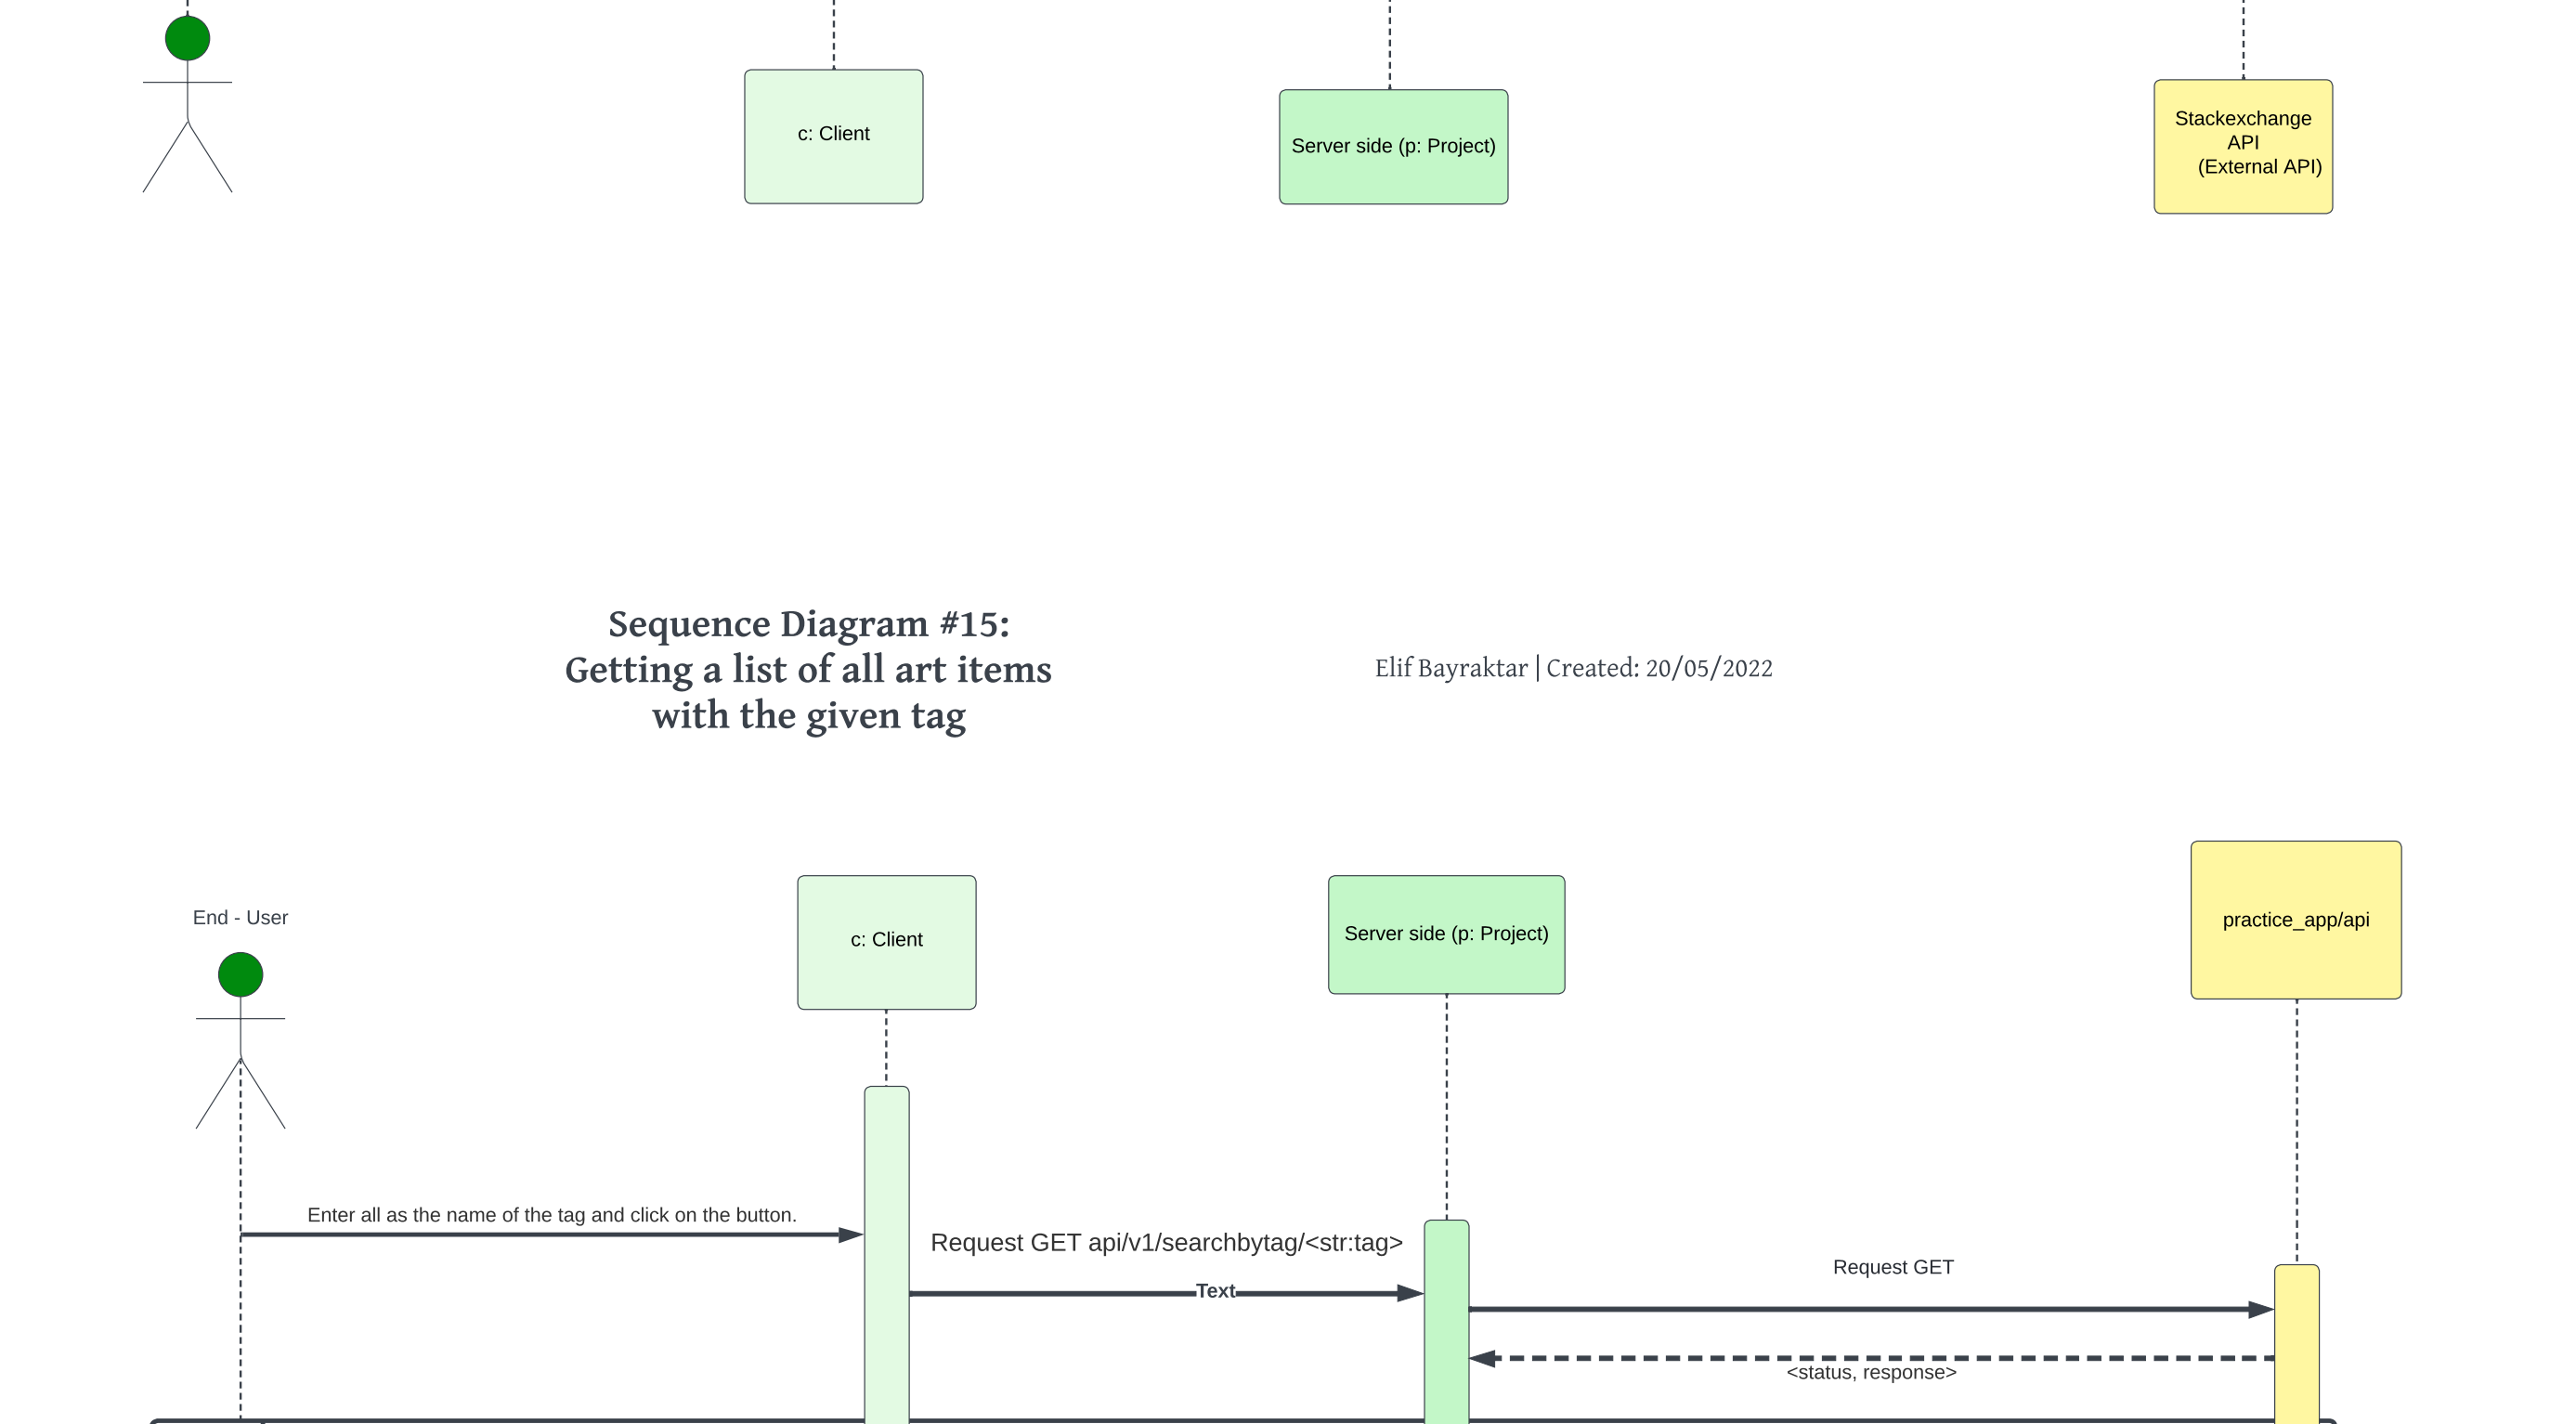 c: Client
Server side (p: Project)
Stackexchange
API
(External API)
Sequence Diagram #15:
Getting a list of all art items
with the given tag
Elif Bayraktar | Created: 20/05/2022
End - User
c: Client
Server side (p: Project)
practice_app/api
Enter all as the name of the tag and click on the button.
Request GET api/v1/searchbytag/<str:tag>
Text
Request GET
<status, response>